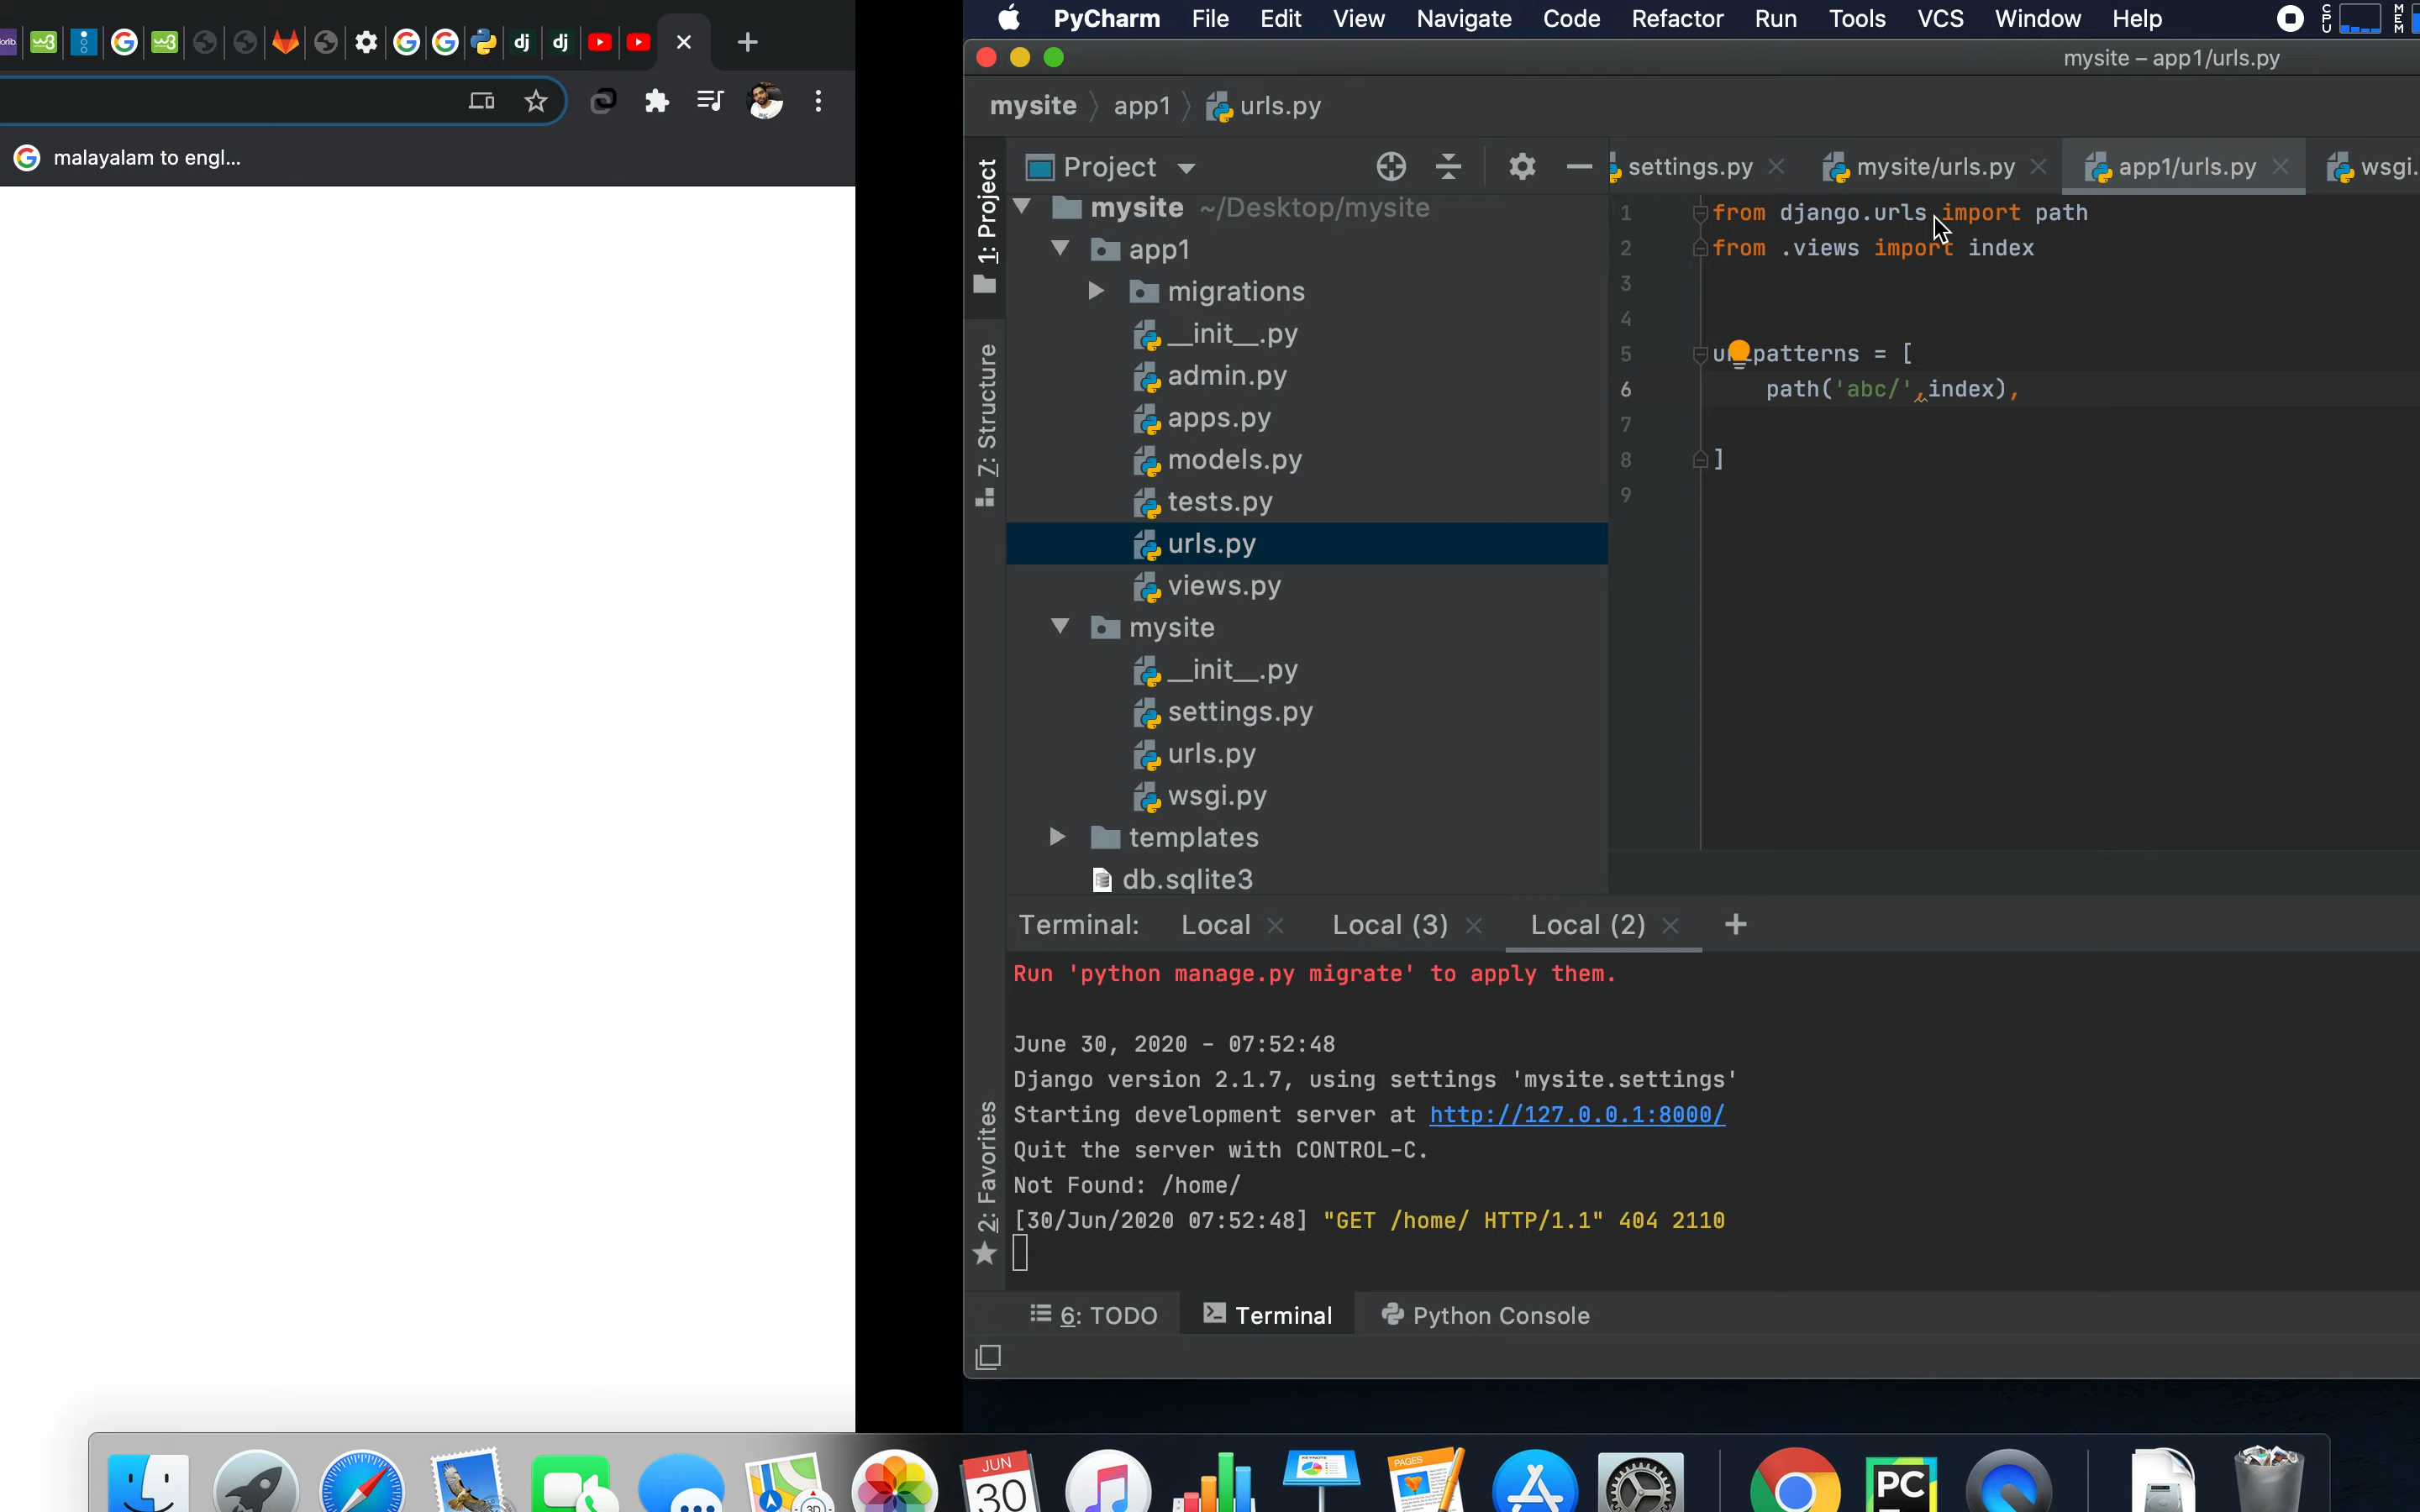 malayalam to engl...
PyCharm File Edit View Navigate Code Refactor Run Tools VCS Window Help
CPU
MEM
mysite – app1/urls.py
mysite app1 urls.py
1: Project
7: Structure
2: Favorites
Project
mysite ~/Desktop/mysite
app1
migrations
__init__.py
admin.py
apps.py
models.py
tests.py
urls.py
views.py
mysite
__init__.py
settings.py
urls.py
wsgi.py
templates
db.sqlite3
settings.py mysite/urls.py app1/urls.py wsgi.
1 from django.urls import path
2 from .views import index
3
4
5 urlpatterns = [
6 path('abc/',index),
7
8 ]
9
Terminal: Local Local (3) Local (2)
Run 'python manage.py migrate' to apply them.
June 30, 2020 - 07:52:48
Django version 2.1.7, using settings 'mysite.settings'
Starting development server at http://127.0.0.1:8000/
Quit the server with CONTROL-C.
Not Found: /home/
[30/Jun/2020 07:52:48] "GET /home/ HTTP/1.1" 404 2110
6: TODO Terminal Python Console
3D
JUN
30
KEYNOTE
PAGES
PC